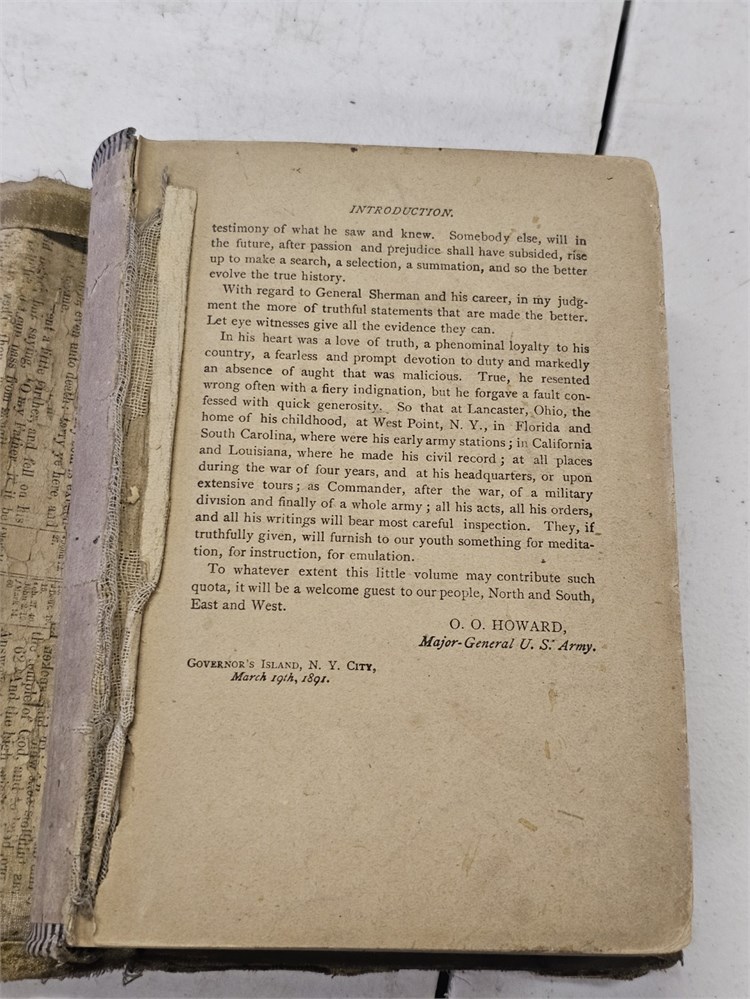 INTRODUCTION.
testimony of what he saw and knew. Somebody else, will in
the future, after passion and prejudice shall have subsided, rise
up to make a search, a selection, a summation, and so the better
evolve the true history.
With regard to General Sherman and his career, in my judg-
ment the more of truthful statements that are made the better.
Let eye witnesses give all the evidence they can.
In his heart was a love of truth, a phenominal loyalty to his
country, a fearless and prompt devotion to duty and markedly
an absence of aught that was malicious. True, he resented
wrong often with a fiery indignation, but he forgave a fault con-
fessed with quick generosity. So that at Lancaster, Ohio, the
home of his childhood, at West Point, N. Y., in Florida and
South Carolina, where were his early army stations; in California
and Louisiana, where he made his civil record; at all places
during the war of four years, and at his headquarters, or upon
extensive tours; as Commander, after the war, of a military
division and finally of a whole army; all his acts, all his orders,
and all his writings will bear most careful inspection. They, if
truthfully given, will furnish to our youth something for medita-
tion, for instruction, for emulation.
To whatever extent this little volume may contribute such
quota, it will be a welcome guest to our people, North and South,
East and West.
O. O. HOWARD,
Major-General U. S. Army.
GOVERNOR'S ISLAND, N. Y. CITY,
March 19th, 1891.